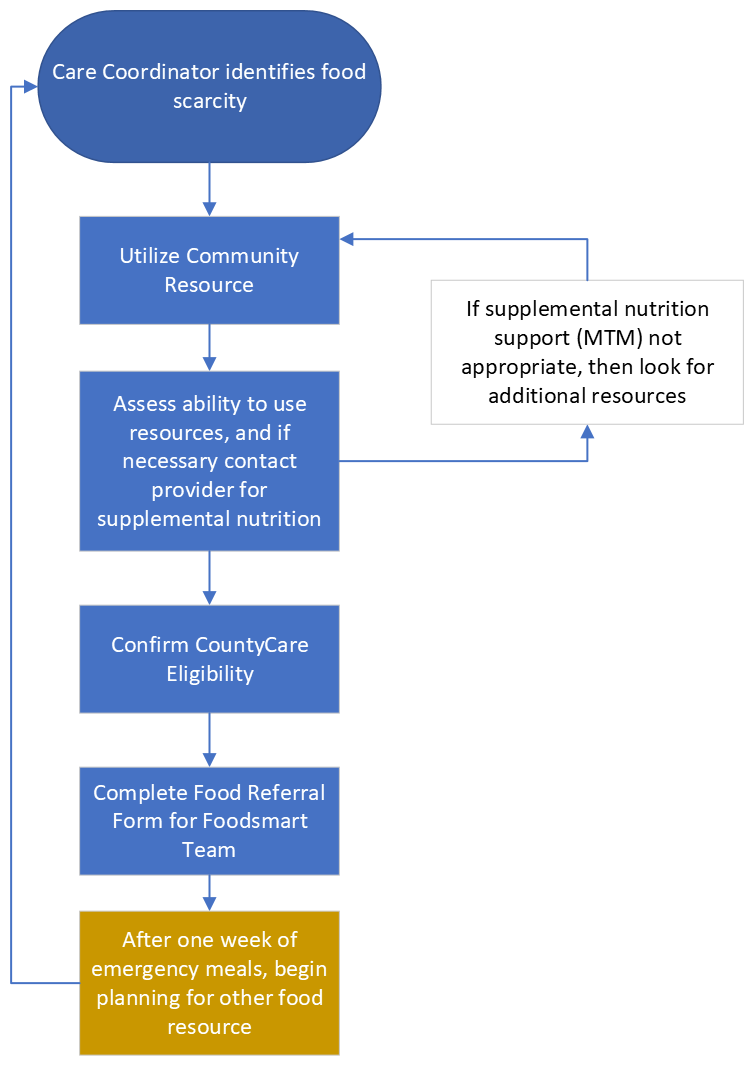 Care Coordinator identifies food
scarcity
Utilize Community
Resource
If supplemental nutrition
support (MTM) not
appropriate, then look for
additional resources
Assess ability to use
resources, and if
necessary contact
provider for
supplemental nutrition
Confirm CountyCare
Eligibility
Complete Food Referral
Form for Foodsmart
Team
After one week of
emergency meals, begin
planning for other food
resource